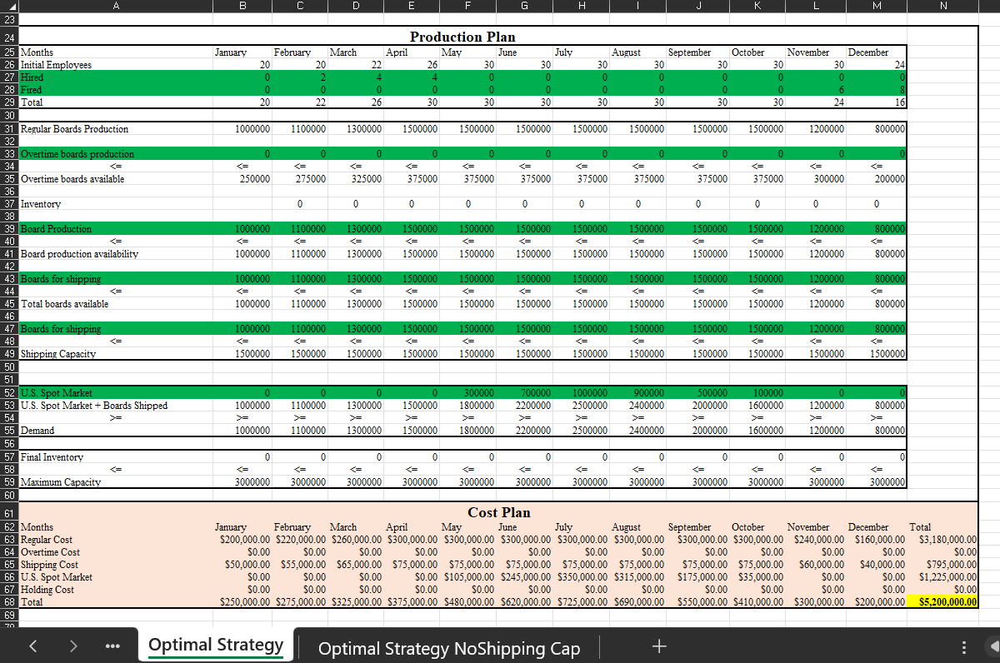 A B C D E F G H I J K L M N
23
24 Production Plan
25 Months January February March April May June July August September October November December
26 Initial Employees 20 20 22 26 30 30 30 30 30 30 30 24
27 Hired 0 2 4 4 0 0 0 0 0 0 0 0
28 Fired 0 0 0 0 0 0 0 0 0 0 6 8
29 Total 20 22 26 30 30 30 30 30 30 30 24 16
30
31 Regular Boards Production 1000000 1100000 1300000 1500000 1500000 1500000 1500000 1500000 1500000 1500000 1200000 800000
32
33 Overtime boards production 0 0 0 0 0 0 0 0 0 0 0 0
34 <= <= <= <= <= <= <= <= <= <= <= <= <=
35 Overtime boards available 250000 275000 325000 375000 375000 375000 375000 375000 375000 375000 300000 200000
36
37 Inventory 0 0 0 0 0 0 0 0 0 0 0
38
39 Board Production 1000000 1100000 1300000 1500000 1500000 1500000 1500000 1500000 1500000 1500000 1200000 800000
40 <= <= <= <= <= <= <= <= <= <= <= <= <=
41 Board production availability 1000000 1100000 1300000 1500000 1500000 1500000 1500000 1500000 1500000 1500000 1200000 800000
42
43 Boards for shipping 1000000 1100000 1300000 1500000 1500000 1500000 1500000 1500000 1500000 1500000 1200000 800000
44 <= <= <= <= <= <= <= <= <= <= <= <= <=
45 Total boards available 1000000 1100000 1300000 1500000 1500000 1500000 1500000 1500000 1500000 1500000 1200000 800000
46
47 Boards for shipping 1000000 1100000 1300000 1500000 1500000 1500000 1500000 1500000 1500000 1500000 1200000 800000
48 <= <= <= <= <= <= <= <= <= <= <= <= <=
49 Shipping Capacity 1500000 1500000 1500000 1500000 1500000 1500000 1500000 1500000 1500000 1500000 1500000 1500000
50
51
52 U.S. Spot Market 0 0 0 0 300000 700000 1000000 900000 500000 100000 0 0
53 U.S. Spot Market + Boards Shipped 1000000 1100000 1300000 1500000 1800000 2200000 2500000 2400000 2000000 1600000 1200000 800000
54 >= >= >= >= >= >= >= >= >= >= >= >= >=
55 Demand 1000000 1100000 1300000 1500000 1800000 2200000 2500000 2400000 2000000 1600000 1200000 800000
56
57 Final Inventory 0 0 0 0 0 0 0 0 0 0 0 0
58 <= <= <= <= <= <= <= <= <= <= <= <= <=
59 Maximum Capacity 3000000 3000000 3000000 3000000 3000000 3000000 3000000 3000000 3000000 3000000 3000000 3000000
60
61 Cost Plan
62 Months January February March April May June July August September October November December Total
63 Regular Cost $200,000.00 $220,000.00 $260,000.00 $300,000.00 $300,000.00 $300,000.00 $300,000.00 $300,000.00 $300,000.00 $300,000.00 $240,000.00 $160,000.00 $3,180,000.00
64 Overtime Cost $0.00 $0.00 $0.00 $0.00 $0.00 $0.00 $0.00 $0.00 $0.00 $0.00 $0.00 $0.00 $0.00
65 Shipping Cost $50,000.00 $55,000.00 $65,000.00 $75,000.00 $75,000.00 $75,000.00 $75,000.00 $75,000.00 $75,000.00 $75,000.00 $60,000.00 $40,000.00 $795,000.00
66 U.S. Spot Market $0.00 $0.00 $0.00 $0.00 $105,000.00 $245,000.00 $350,000.00 $315,000.00 $175,000.00 $35,000.00 $0.00 $0.00 $1,225,000.00
67 Holding Cost $0.00 $0.00 $0.00 $0.00 $0.00 $0.00 $0.00 $0.00 $0.00 $0.00 $0.00 $0.00 $0.00
68 Total $250,000.00 $275,000.00 $325,000.00 $375,000.00 $480,000.00 $620,000.00 $725,000.00 $690,000.00 $550,000.00 $410,000.00 $300,000.00 $200,000.00 $5,200,000.00
69
70
Optimal Strategy Optimal Strategy NoShipping Cap